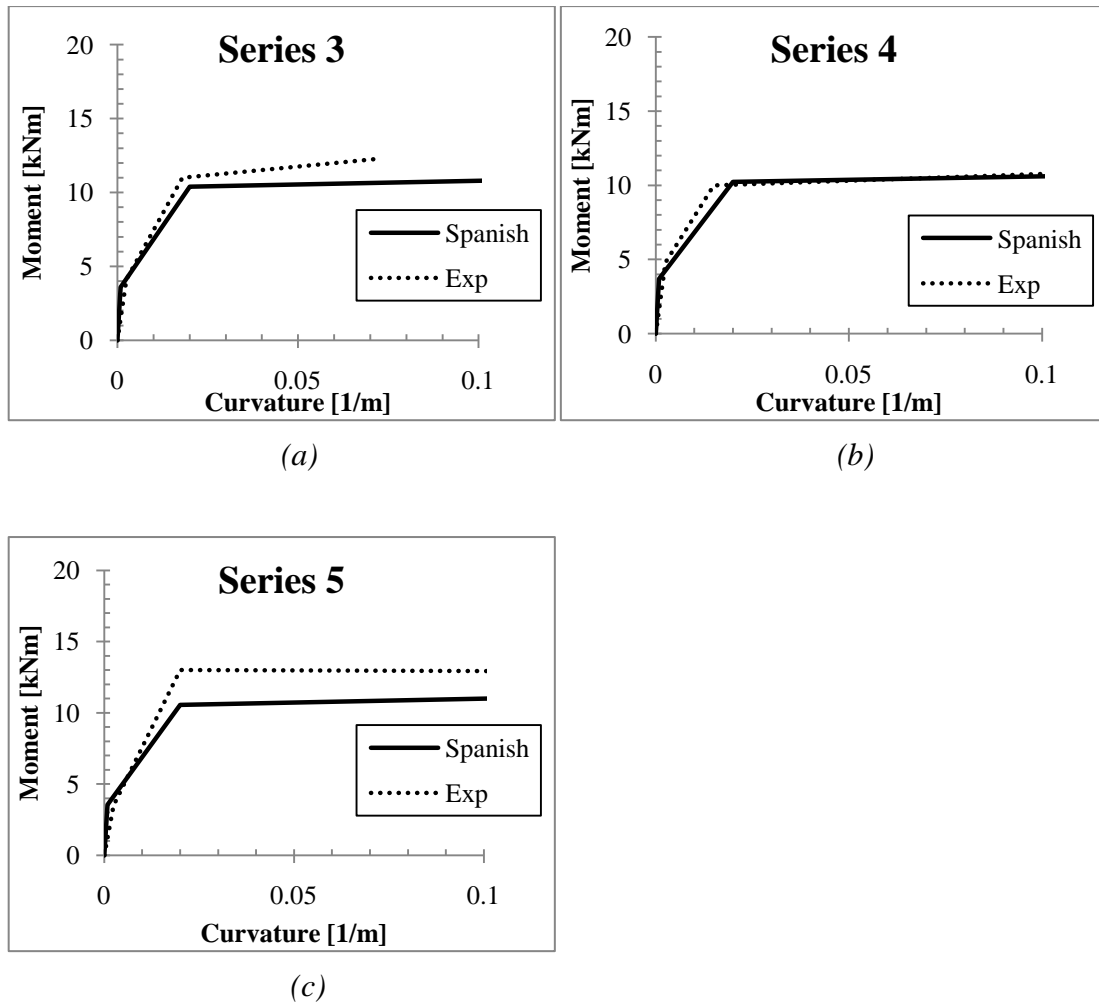 Series 3
20
15
10
5
0
Moment [kNm]
Spanish
Exp
0
0.05
0.1
Curvature [1/m]
(a)
Series 4
20
15
10
5
0
Moment [kNm]
Spanish
Exp
0
0.05
0.1
Curvature [1/m]
(b)
Series 5
20
15
10
5
0
Moment [kNm]
Spanish
Exp
0
0.05
0.1
Curvature [1/m]
(c)